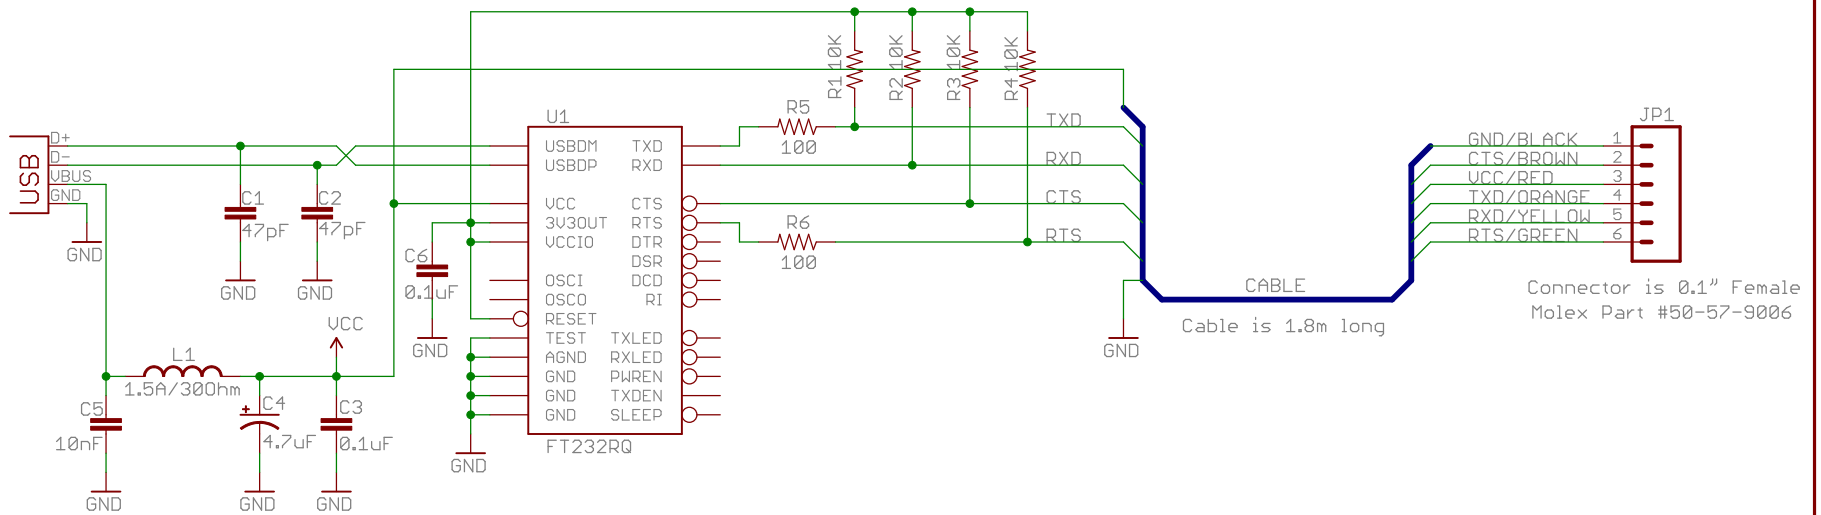 USB
D+
D-
VBUS
GND
GND
C1
47pF
GND
C2
47pF
GND
VCC
L1
1.5A/30Ohm
C5
10nF
GND
C4
4.7uF
GND
C3
0.1uF
GND
C6
0.1uF
GND
GND
U1
USBDM
USBDP
VCC
3V3OUT
VCCIO
OSCI
OSCO
RESET
TEST
AGND
GND
GND
GND
TXD
RXD
CTS
RTS
DTR
DSR
DCD
RI
TXLED
RXLED
PWREN
TXDEN
SLEEP
FT232RQ
R5
100
R6
100
R1 10K
R2 10K
R3 10K
R4 10K
TXD
RXD
CTS
RTS
GND
CABLE
Cable is 1.8m long
JP1
GND/BLACK 1
CTS/BROWN 2
VCC/RED 3
TXD/ORANGE 4
RXD/YELLOW 5
RTS/GREEN 6
Connector is 0.1" Female
Molex Part #50-57-9006